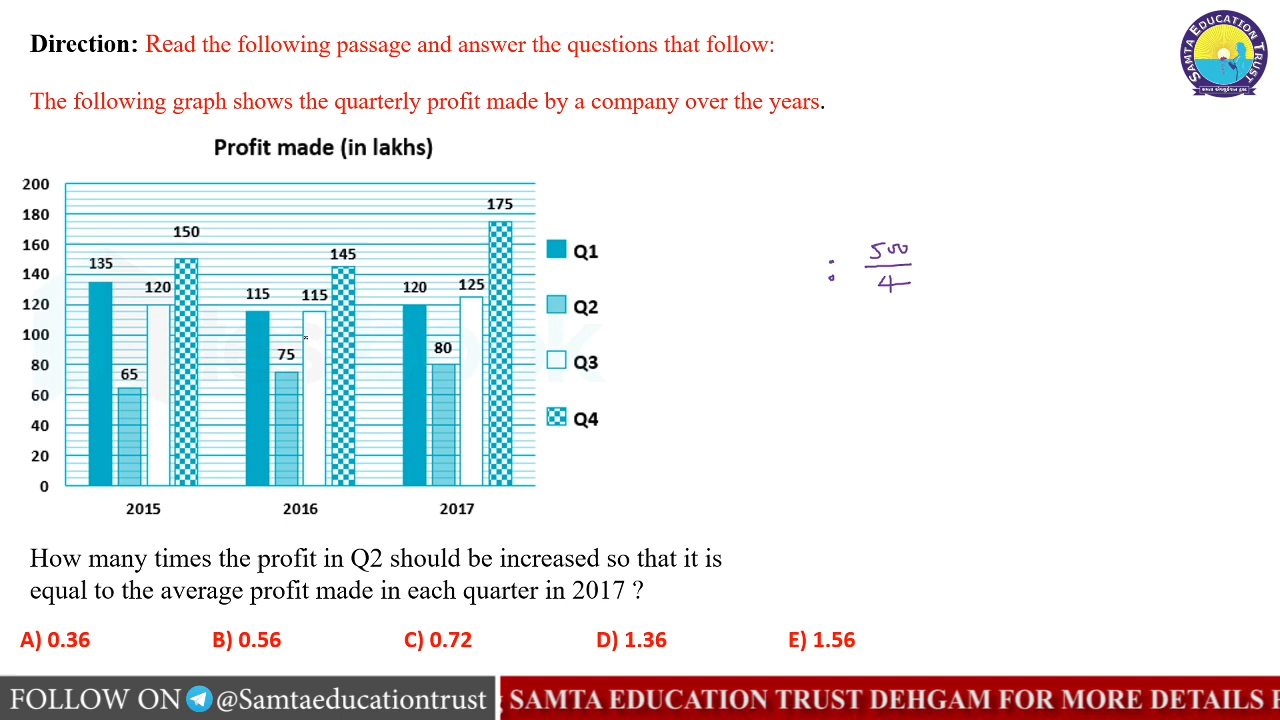 Direction: Read the following passage and answer the questions that follow:
SAMTA EDUCATION TRUST
The following graph shows the quarterly profit made by a company over the years.
Profit made (in lakhs)
200
180
160
140
120
100
80
60
40
20
0
135
65
120
150
115
75
115
145
120
80
125
175
2015
2016
2017
Q1
Q2
Q3
Q4
: 500
4
How many times the profit in Q2 should be increased so that it is
equal to the average profit made in each quarter in 2017 ?
A) 0.36 B) 0.56 C) 0.72 D) 1.36 E) 1.56
FOLLOW ON @Samtaeducationtrust SAMTA EDUCATION TRUST DEHGAM FOR MORE DETAILS